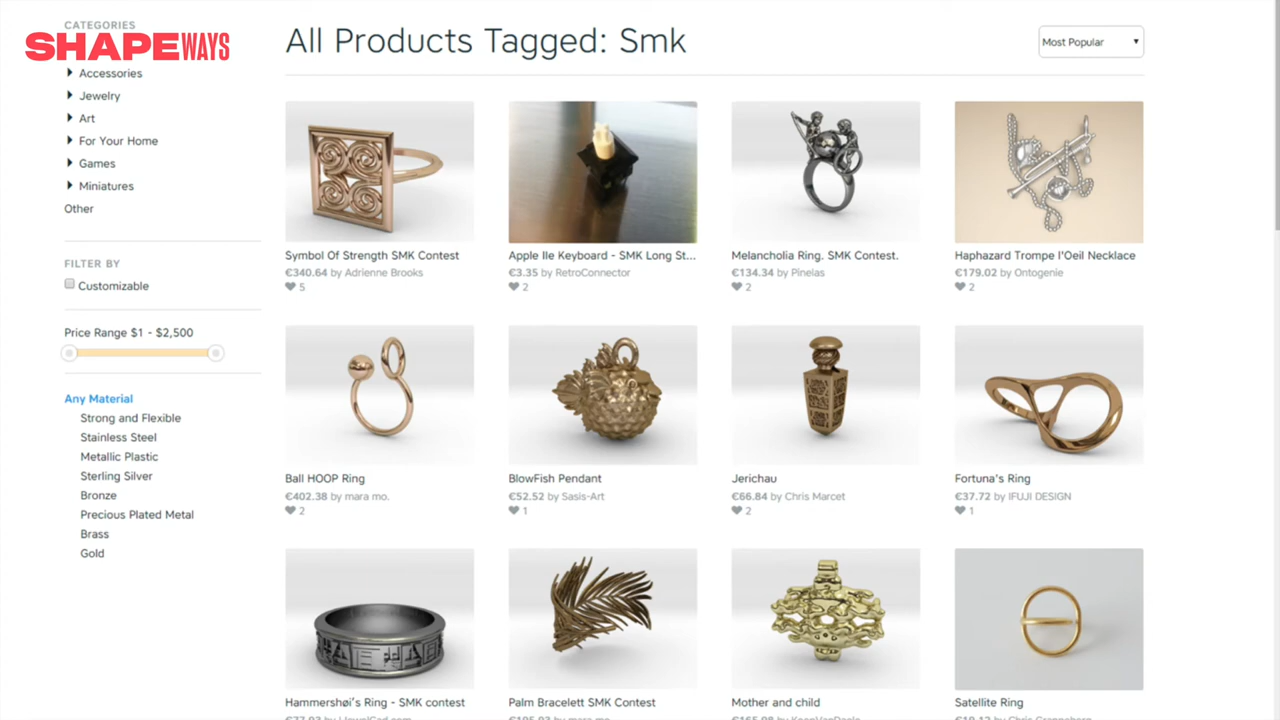 CATEGORIES
SHAPEWAYS
Accessories
Jewelry
Art
For Your Home
Games
Miniatures
Other
FILTER BY
Customizable
Price Range $1 - $2,500
Any Material
Strong and Flexible
Stainless Steel
Metallic Plastic
Sterling Silver
Bronze
Precious Plated Metal
Brass
Gold
All Products Tagged: Smk
Most Popular
Symbol Of Strength SMK Contest
€340.64 by Adrienne Brooks
5
Apple IIe Keyboard - SMK Long St...
€3.35 by RetroConnector
2
Melancholia Ring. SMK Contest.
€134.34 by Pinelas
2
Haphazard Trompe l'Oeil Necklace
€179.02 by Ontogenie
2
Ball HOOP Ring
€402.38 by mara mo.
2
BlowFish Pendant
€52.52 by Sasis-Art
1
Jerichau
€66.84 by Chris Marcet
2
Fortuna's Ring
€37.72 by IFUJI DESIGN
1
Hammershøi's Ring - SMK contest
Palm Bracelett SMK Contest
Mother and child
Satellite Ring